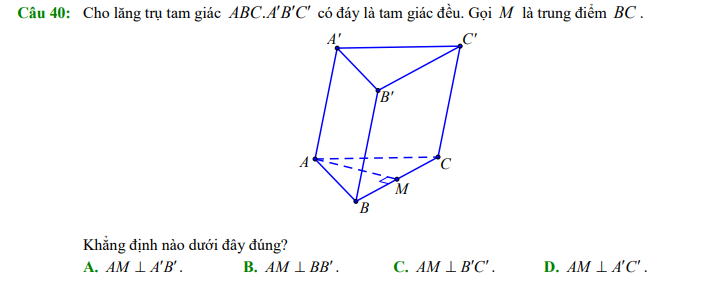 Câu 40: Cho lăng trụ tam giác ABC.A'B'C' có đáy là tam giác đều. Gọi M là trung điểm BC .
A'
C'
B'
A
C
M
B
Khẳng định nào dưới đây đúng?
A. AM ⊥ A'B' . B. AM ⊥ BB' . C. AM ⊥ B'C' . D. AM ⊥ A'C' .